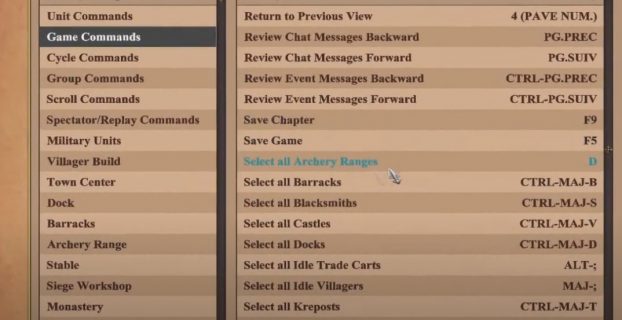 Unit Commands
Game Commands
Cycle Commands
Group Commands
Scroll Commands
Spectator/Replay Commands
Military Units
Villager Build
Town Center
Dock
Barracks
Archery Range
Stable
Siege Workshop
Monastery
Return to Previous View 4 (PAVE NUM.)
Review Chat Messages Backward PG.PREC
Review Chat Messages Forward PG.SUIV
Review Event Messages Backward CTRL-PG.PREC
Review Event Messages Forward CTRL-PG.SUIV
Save Chapter F9
Save Game F5
Select all Archery Ranges D
Select all Barracks CTRL-MAJ-B
Select all Blacksmiths CTRL-MAJ-S
Select all Castles CTRL-MAJ-V
Select all Docks CTRL-MAJ-D
Select all Idle Trade Carts ALT-;
Select all Idle Villagers MAJ-;
Select all Kreposts CTRL-MAJ-T